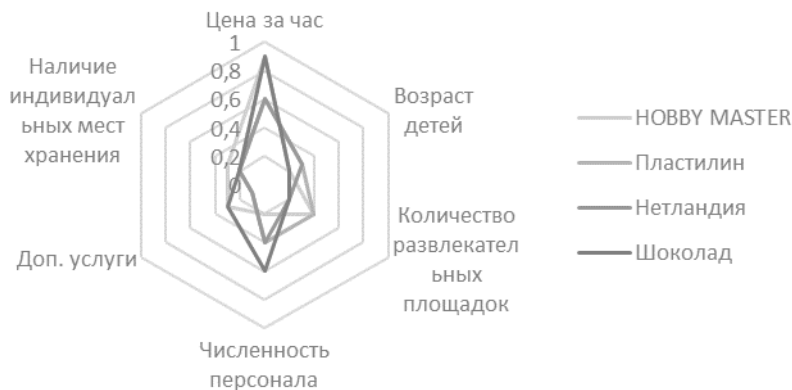 Цена за час
1
0,8
0,6
0,4
0,2
0
Возраст
детей
Количество
развлекател
ьных
площадок
Численность
персонала
Доп. услуги
Наличие
индивидуал
ьных мест
хранения
HOBBY MASTER
Пластилин
Нетландия
Шоколад